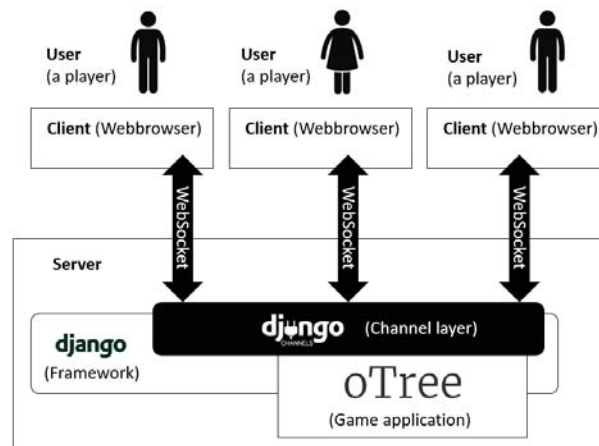 User
(a player)
User
(a player)
User
(a player)
Client (Webbrowser)
Client (Webbrowser)
Client (Webbrowser)
WebSocket
WebSocket
WebSocket
Server
django
CHANNELS
(Channel layer)
django
(Framework)
oTree
(Game application)